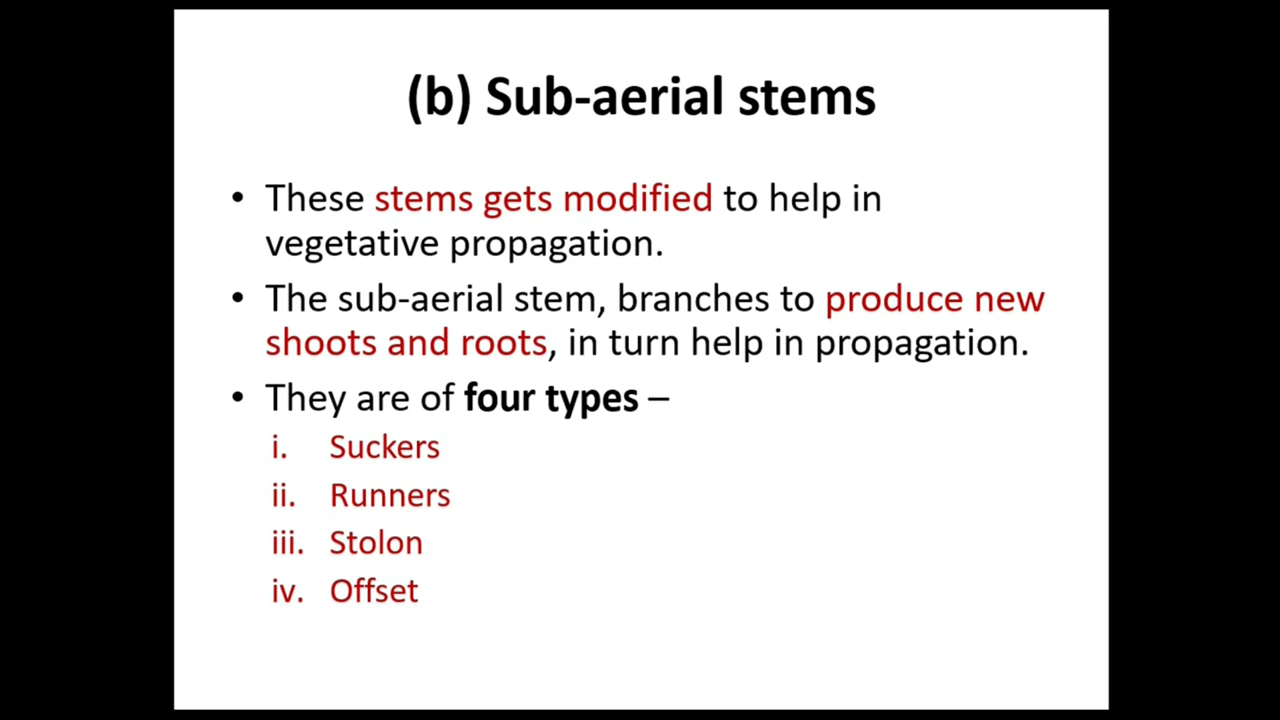 (b) Sub-aerial stems
• These stems gets modified to help in
vegetative propagation.
• The sub-aerial stem, branches to produce new
shoots and roots, in turn help in propagation.
• They are of four types –
i. Suckers
ii. Runners
iii. Stolon
iv. Offset